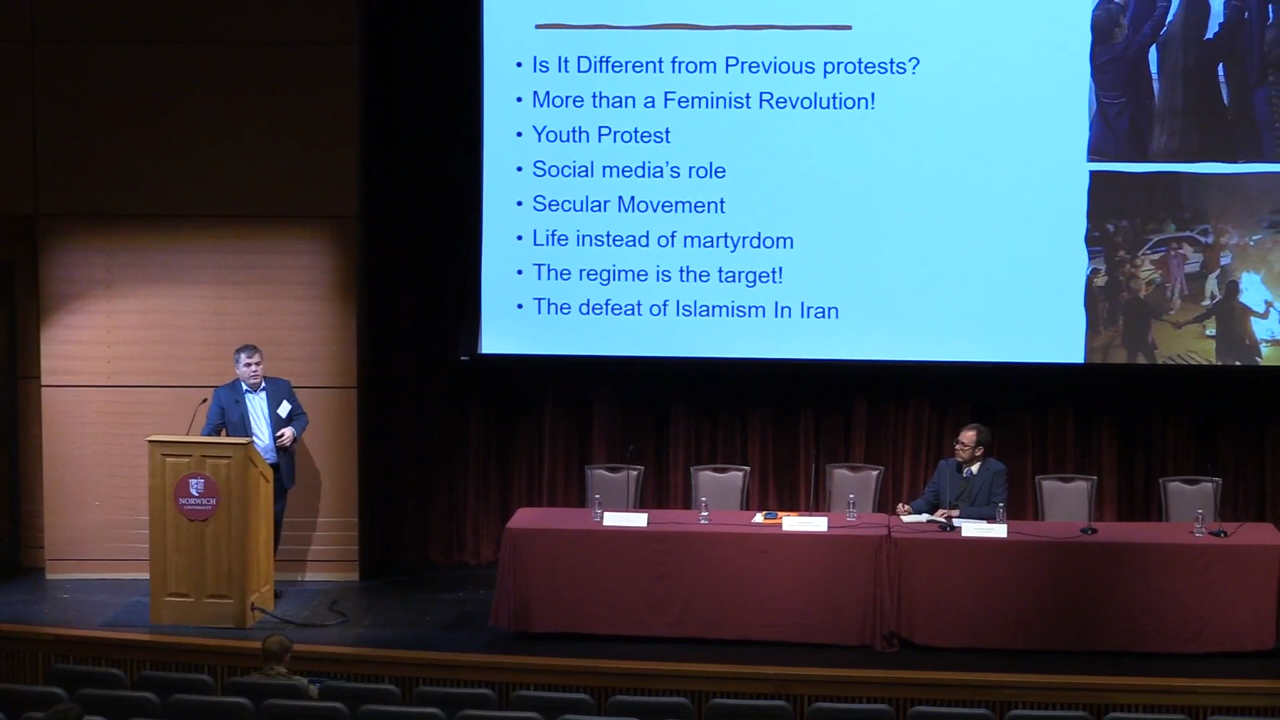 • Is It Different from Previous protests?
• More than a Feminist Revolution!
• Youth Protest
• Social media's role
• Secular Movement
• Life instead of martyrdom
• The regime is the target!
• The defeat of Islamism In Iran
NORWICH
UNIVERSITY